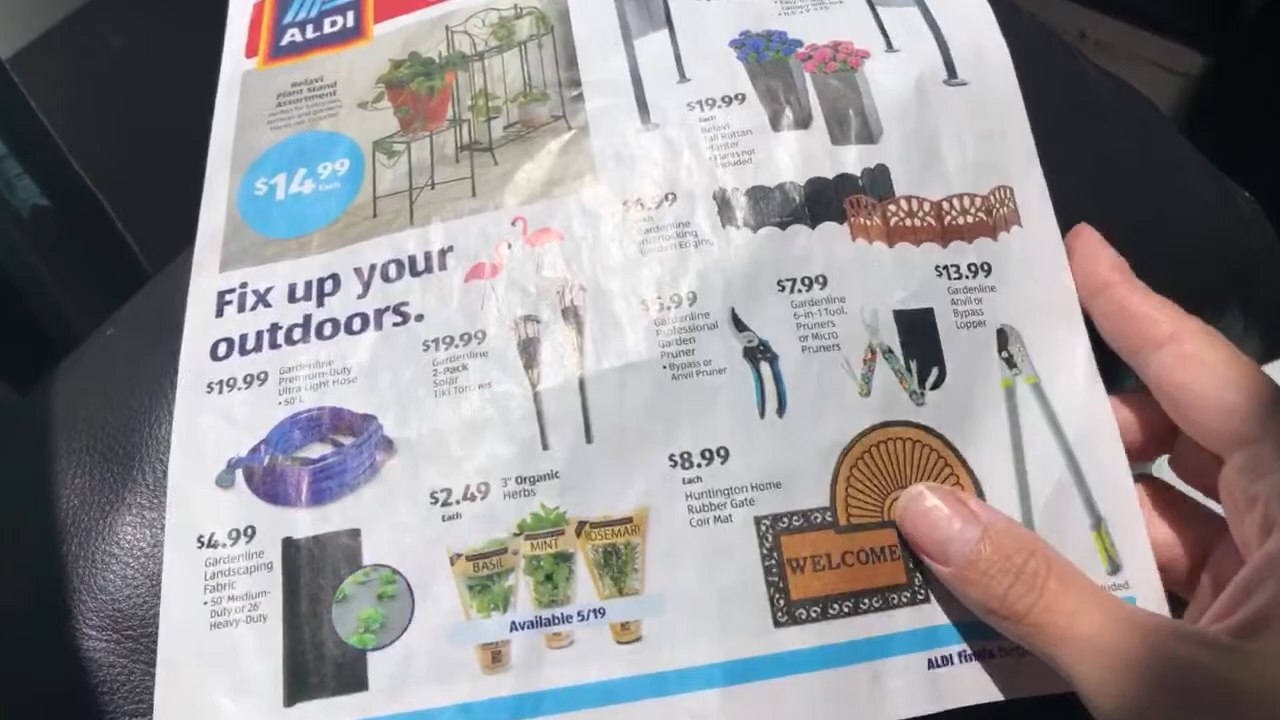 ALDI
Belavi
Plant Stand
Assortment
$14.99
Each
$19.99
Each
Belavi
Tall Rattan
Planter
• Plants not
included
Gardenline
Interlocking
Garden Edging
Fix up your
outdoors.
$19.99
Gardenline
Premium-Duty
Ultra Light Hose
• 50' L
$19.99
Gardenline
2-Pack
Solar
Tiki Torches
Gardenline
Professional
Garden
Pruner
• Bypass or
Anvil Pruner
$7.99
Gardenline
6-in-1 Tool,
Pruners
or Micro
Pruners
$13.99
Gardenline
Anvil or
Bypass
Lopper
$4.99
Gardenline
Landscaping
Fabric
• 50' Medium-
Duty or 26'
Heavy-Duty
$2.49
Each
3" Organic
Herbs
BASIL
MINT
ROSEMARY
Available 5/19
$8.99
Each
Huntington Home
Rubber Gate
Coir Mat
WELCOME
ALDI finds